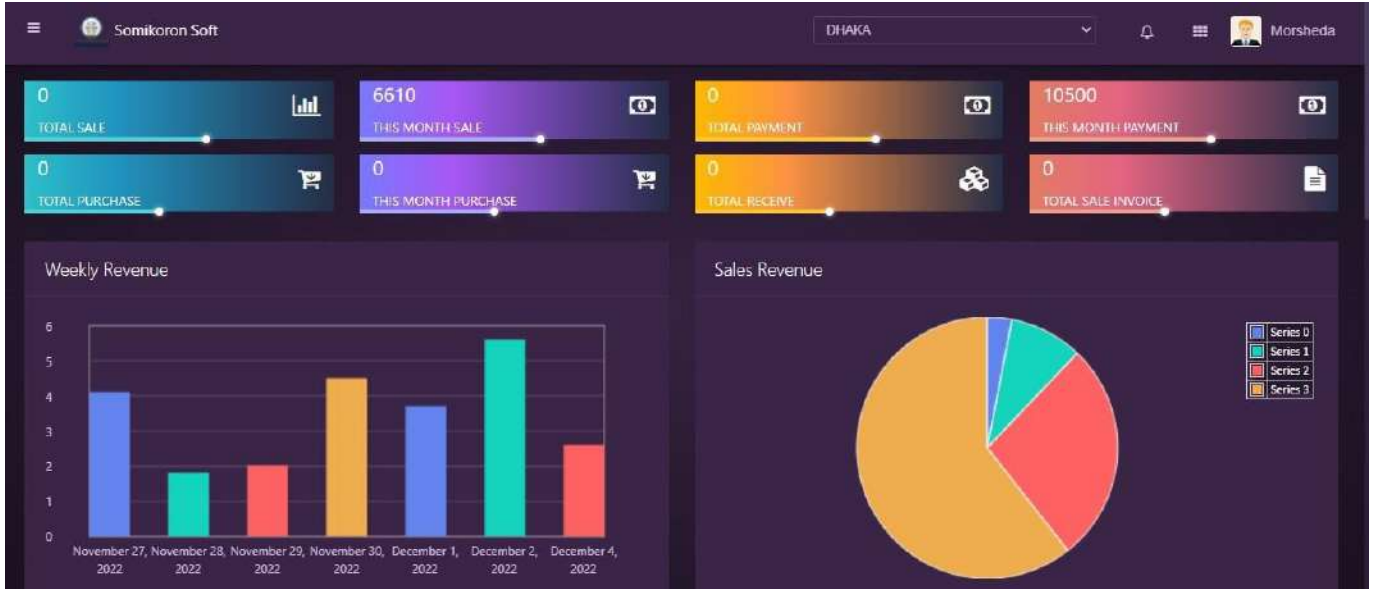 Somikoron Soft
DHAKA
Morsheda
0
TOTAL SALE
6610
THIS MONTH SALE
0
TOTAL PAYMENT
10500
THIS MONTH PAYMENT
0
TOTAL PURCHASE
0
THIS MONTH PURCHASE
0
TOTAL RECEIVE
0
TOTAL SALE INVOICE
Weekly Revenue
6
5
4
3
2
1
0
November 27, 2022
November 28, 2022
November 29, 2022
November 30, 2022
December 1, 2022
December 2, 2022
December 4, 2022
Sales Revenue
Series 0
Series 1
Series 2
Series 3